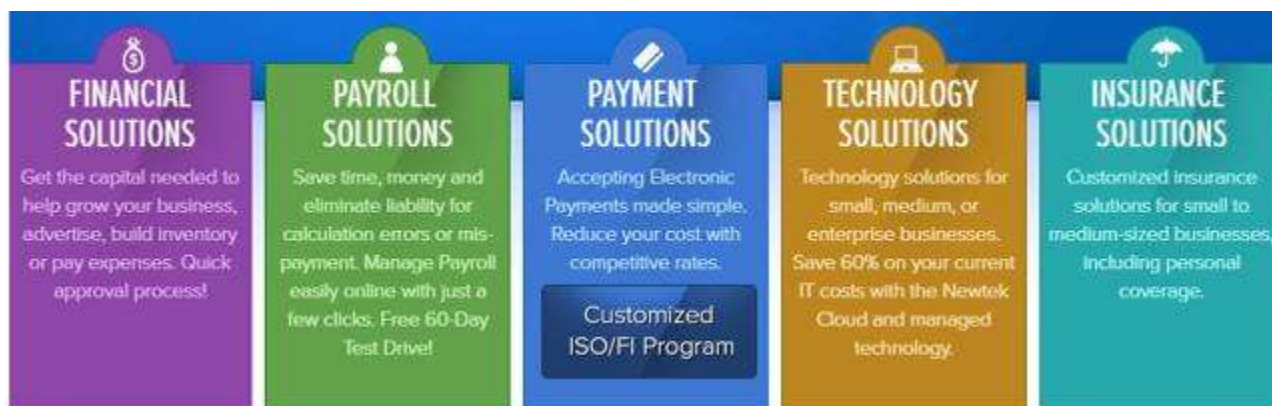 FINANCIAL
SOLUTIONS
Get the capital needed to
help grow your business,
advertise, build inventory
or pay expenses. Quick
approval process!
PAYROLL
SOLUTIONS
Save time, money and
eliminate liability for
calculation errors or mis-
payment. Manage Payroll
easily online with just a
few clicks. Free 60-Day
Test Drive!
PAYMENT
SOLUTIONS
Accepting Electronic
Payments made simple.
Reduce your cost with
competitive rates.
Customized
ISO/FI Program
TECHNOLOGY
SOLUTIONS
Technology solutions for
small, medium, or
enterprise businesses.
Save 60% on your current
IT costs with the Newtek
Cloud and managed
technology.
INSURANCE
SOLUTIONS
Customized insurance
solutions for small to
medium-sized businesses,
including personal
coverage.